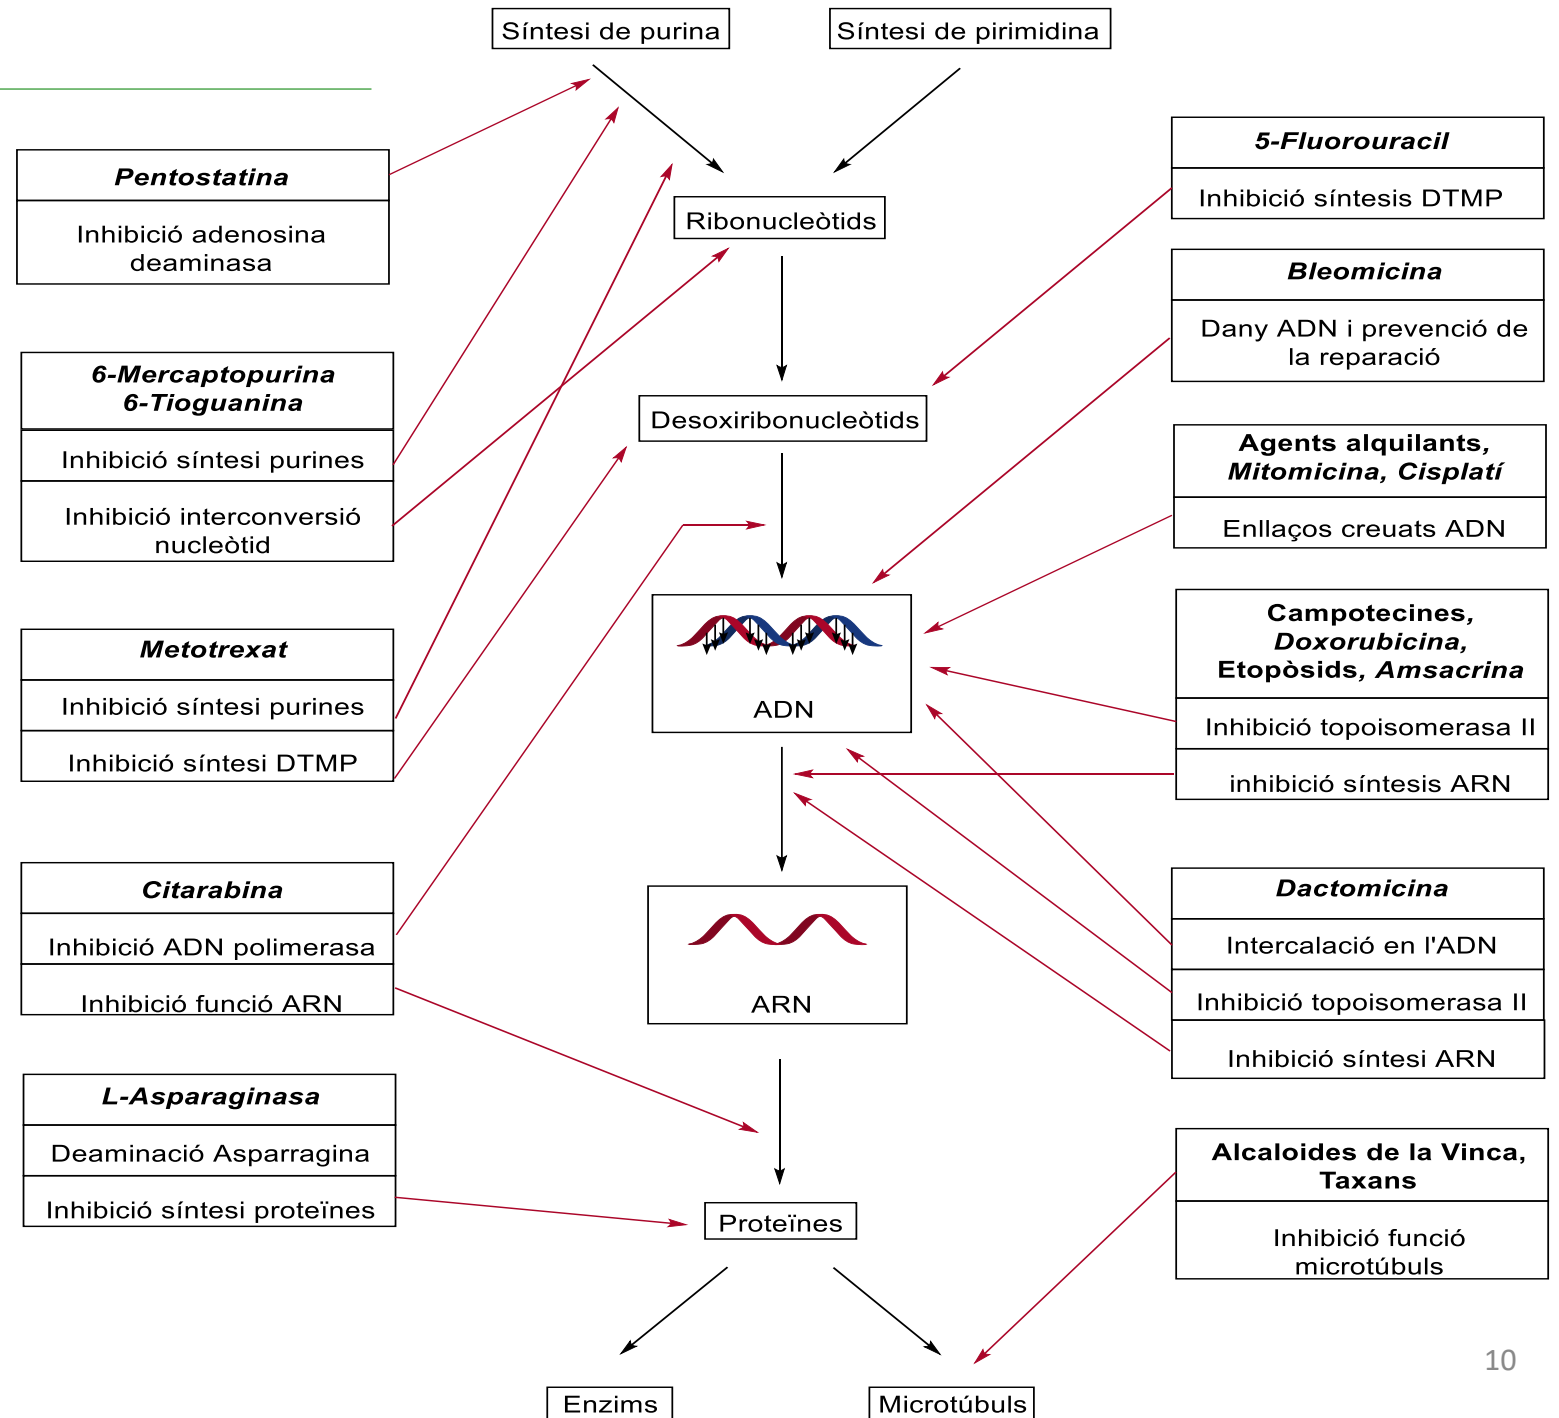 Síntesi de purina
Síntesi de pirimidina
Pentostatina
Inhibició adenosina
deaminasa
6-Mercaptopurina
6-Tioguanina
Inhibició síntesi purines
Inhibició interconversió
nucleòtid
Metotrexat
Inhibició síntesi purines
Inhibició síntesi DTMP
Citarabina
Inhibició ADN polimerasa
Inhibició funció ARN
L-Asparaginasa
Deaminació Asparragina
Inhibició síntesi proteïnes
Ribonucleòtids
Desoxiribonucleòtids
ADN
ARN
Proteïnes
Enzims
Microtúbuls
5-Fluorouracil
Inhibició síntesis DTMP
Bleomicina
Dany ADN i prevenció de
la reparació
Agents alquilants,
Mitomicina, Cisplatí
Enllaços creuats ADN
Campotecines,
Doxorubicina,
Etopòsids, Amsacrina
Inhibició topoisomerasa II
inhibició síntesis ARN
Dactomicina
Intercalació en l'ADN
Inhibició topoisomerasa II
Inhibició síntesi ARN
Alcaloides de la Vinca,
Taxans
Inhibició funció
microtúbuls
10